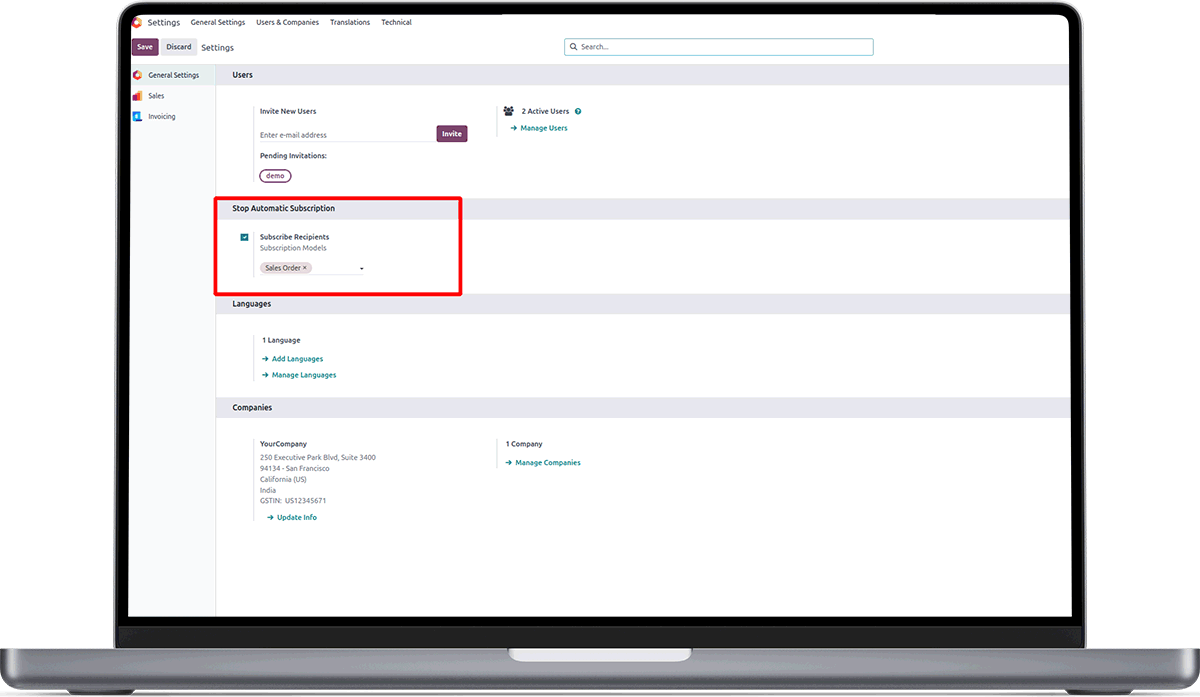 Settings General Settings Users & Companies Translations Technical
Save Discard Settings
Search...
General Settings
Sales
Invoicing
Users
Invite New Users
Enter e-mail address
Invite
Pending Invitations:
demo
2 Active Users ?
→ Manage Users
Stop Automatic Subscription
Subscribe Recipients
Subscription Models
Sales Order ×
Languages
1 Language
→ Add Languages
→ Manage Languages
Companies
YourCompany
250 Executive Park Blvd, Suite 3400
94134 - San Francisco
California (US)
India
GSTIN: US12345671
→ Update Info
1 Company
→ Manage Companies